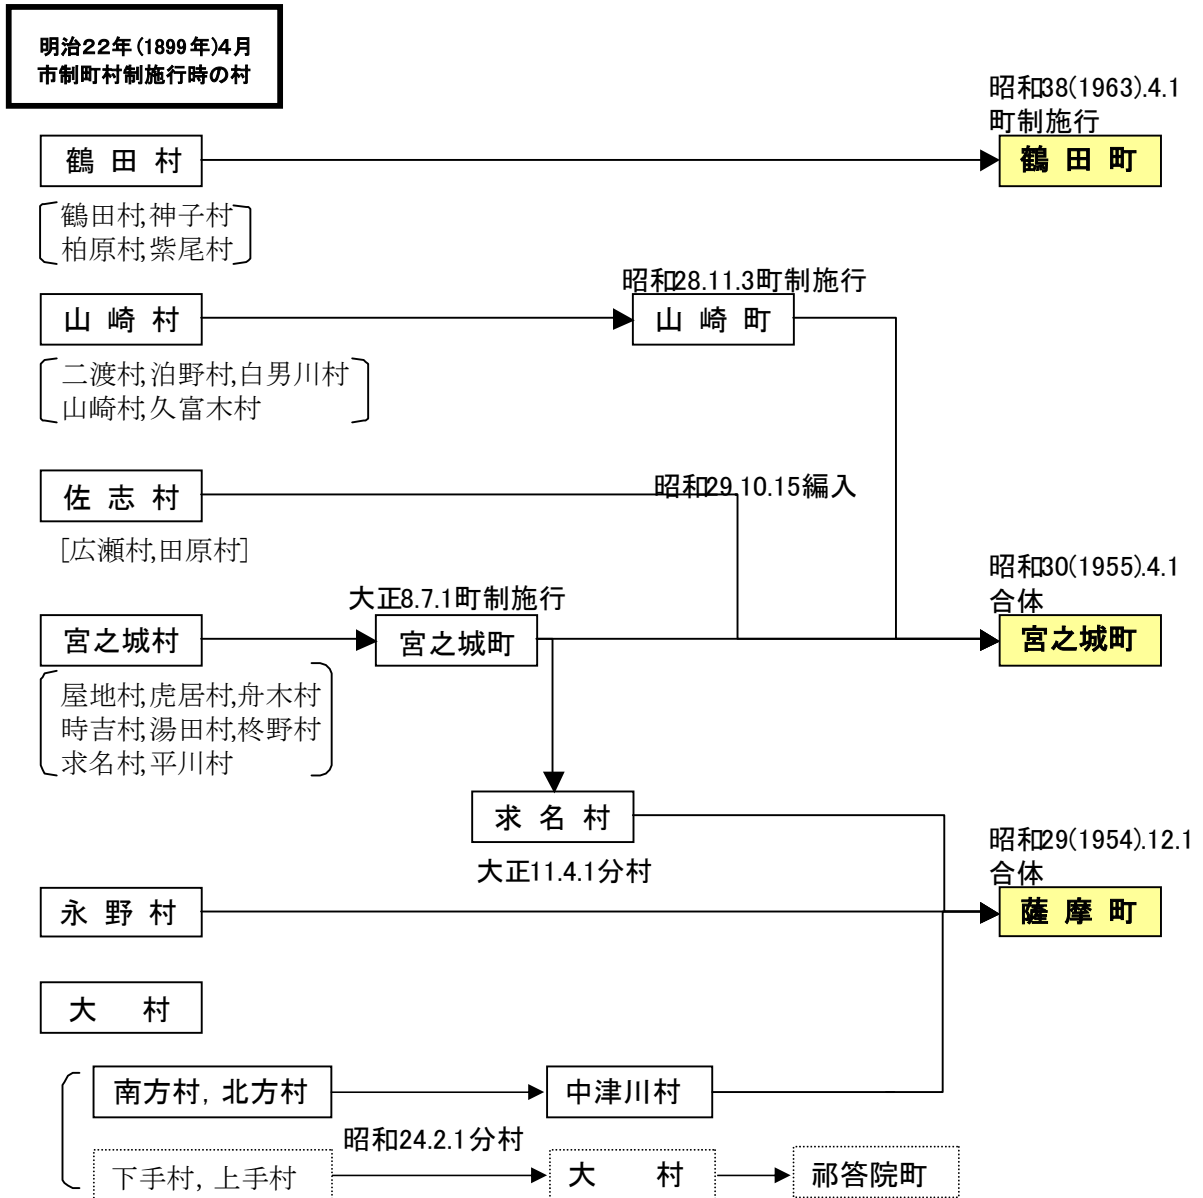 明治22年(1899年)4月
市制町村制施行時の村
昭和38(1963).4.1
町制施行
鶴田村
鶴田町
鶴田村,神子村
柏原村,紫尾村
昭和28.11.3町制施行
山崎村
山崎町
二渡村,泊野村,白男川村
山崎村,久富木村
佐志村
昭和29.10.15編入
[広瀬村,田原村]
昭和30(1955).4.1
合体
大正8.7.1町制施行
宮之城村
宮之城町
宮之城町
屋地村,虎居村,舟木村
時吉村,湯田村,柊野村
求名村,平川村
求名村
大正11.4.1分村
昭和29(1954).12.1
合体
永野村
薩摩町
大村
南方村, 北方村
中津川村
昭和24.2.1分村
下手村, 上手村
大村
祁答院町